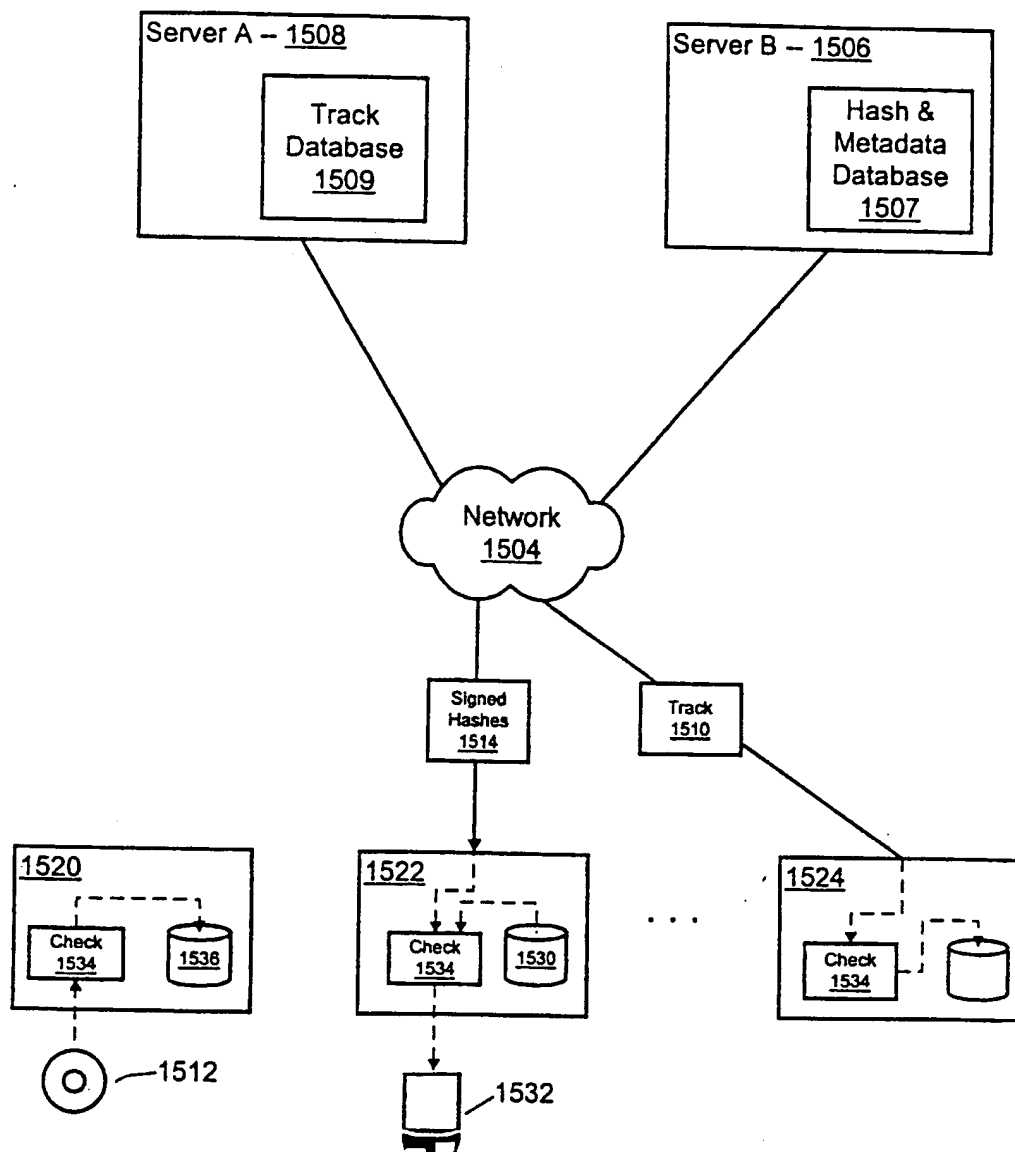 Server A – 1508
Track
Database
1509
Server B – 1506
Hash &
Metadata
Database
1507
Network
1504
Signed
Hashes
1514
Track
1510
1520
Check
1534
1536
1522
Check
1534
1530
. . .
1524
Check
1534
1512
1532